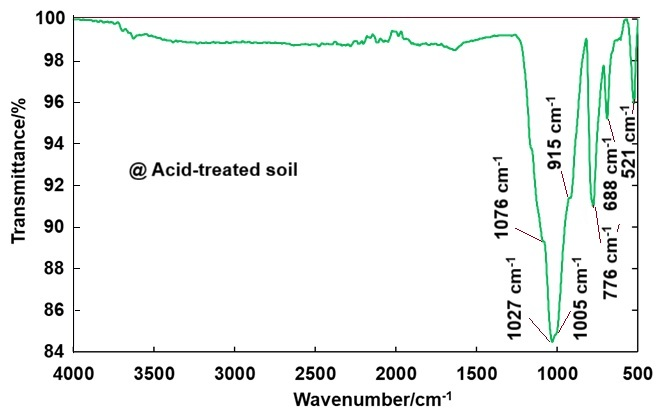 100
98
96
94
92
90
88
86
84
Transmittance/%
@ Acid-treated soil
1076 cm⁻¹
915 cm⁻¹
1027 cm⁻¹
1005 cm⁻¹
776 cm⁻¹
688 cm⁻¹
521 cm⁻¹
4000 3500 3000 2500 2000 1500 1000 500
Wavenumber/cm⁻¹